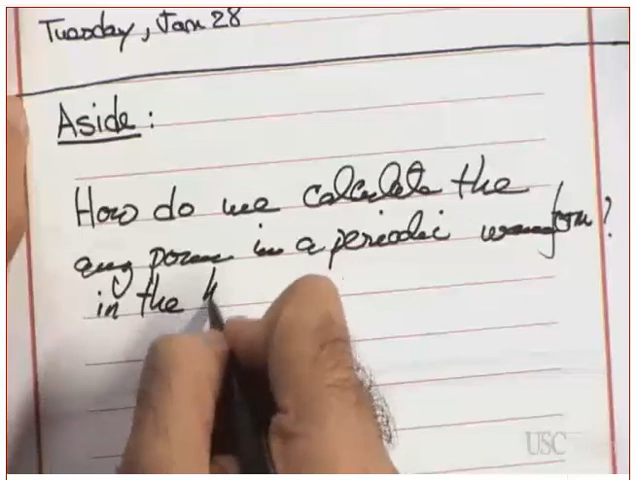 Tuesday, Jan 28
Aside:
How do we calculate the
avg power in a periodic waveform?
in the
USC